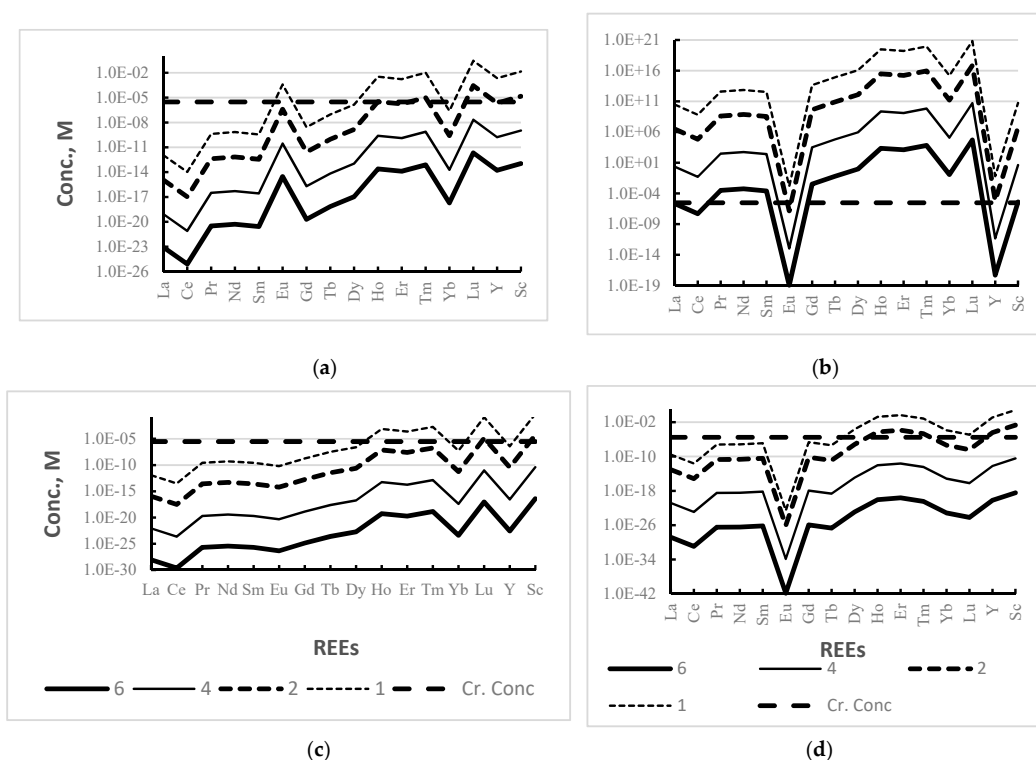 Conc., M
1.0E-02
1.0E-05
1.0E-08
1.0E-11
1.0E-14
1.0E-17
1.0E-20
1.0E-23
1.0E-26
La Ce Pr Nd Sm Eu Gd Tb Dy Ho Er Tm Yb Lu Y Sc
(a)
1.0E+21
1.0E+16
1.0E+11
1.0E+06
1.0E+01
1.0E-04
1.0E-09
1.0E-14
1.0E-19
La Ce Pr Nd Sm Eu Gd Tb Dy Ho Er Tm Yb Lu Y Sc
(b)
Conc., M
1.0E-05
1.0E-10
1.0E-15
1.0E-20
1.0E-25
1.0E-30
La Ce Pr Nd Sm Eu Gd Tb Dy Ho Er Tm Yb Lu Y Sc
REEs
6 4 2 1 Cr. Conc
(c)
1.0E-02
1.0E-10
1.0E-18
1.0E-26
1.0E-34
1.0E-42
La Ce Pr Nd Sm Eu Gd Tb Dy Ho Er Tm Yb Lu Y Sc
REEs
6 4 2
1 Cr. Conc
(d)